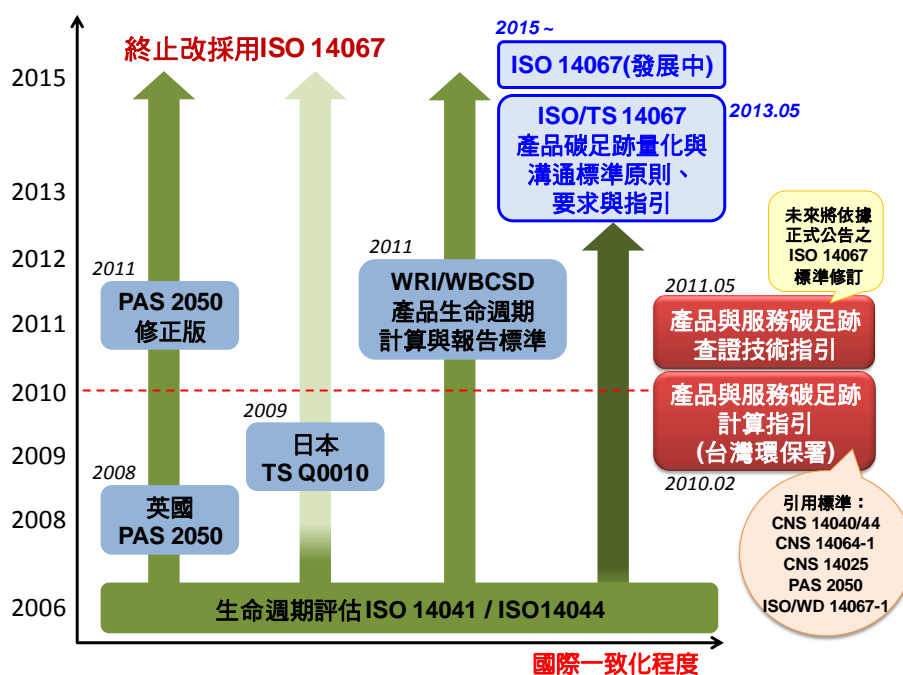 終止改採用ISO 14067
2015 ~
ISO 14067(發展中)
2015
ISO/TS 14067
產品碳足跡量化與
溝通標準原則、
要求與指引
2013.05
2013
未來將依據
正式公告之
ISO 14067
標準修訂
2012
2011
PAS 2050
修正版
2011
WRI/WBCSD
產品生命週期
計算與報告標準
2011.05
產品與服務碳足跡
查證技術指引
2011
2010
產品與服務碳足跡
計算指引
(台灣環保署)
2010.02
2009
日本
TS Q0010
2009
2008
英國
PAS 2050
2008
引用標準：
CNS 14040/44
CNS 14064-1
CNS 14025
PAS 2050
ISO/WD 14067-1
2006
生命週期評估ISO 14041 / ISO14044
國際一致化程度